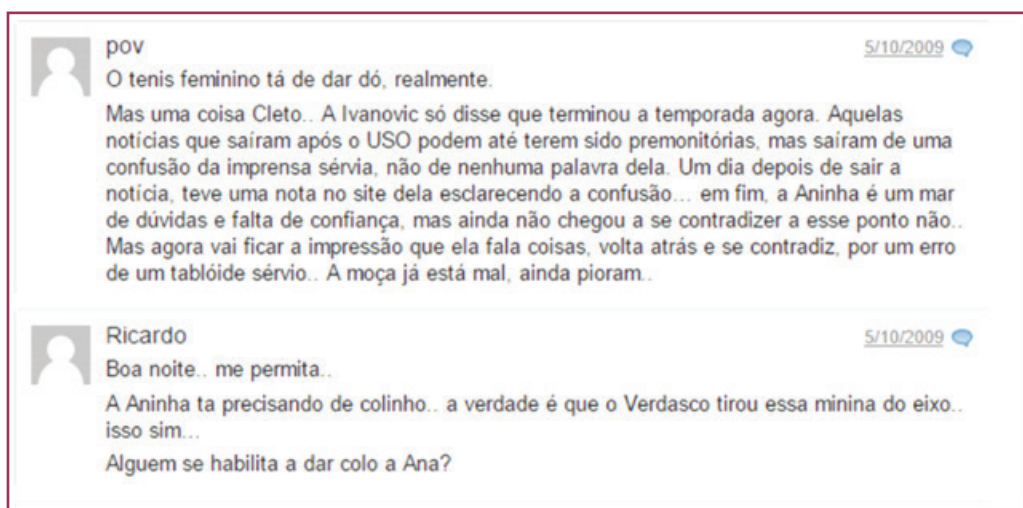 pov
5/10/2009
O tenis feminino tá de dar dó, realmente.
Mas uma coisa Cleto.. A Ivanovic só disse que terminou a temporada agora. Aquelas
notícias que saíram após o USO podem até terem sido premonitórias, mas saíram de uma
confusão da imprensa sérvia, não de nenhuma palavra dela. Um dia depois de sair a
notícia, teve uma nota no site dela esclarecendo a confusão... em fim, a Aninha é um mar
de dúvidas e falta de confiança, mas ainda não chegou a se contradizer a esse ponto não..
Mas agora vai ficar a impressão que ela fala coisas, volta atrás e se contradiz, por um erro
de um tablóide sérvio.. A moça já está mal, ainda pioram..
Ricardo
5/10/2009
Boa noite.. me permita..
A Aninha ta precisando de colinho.. a verdade é que o Verdasco tirou essa minina do eixo..
isso sim...
Alguem se habilita a dar colo a Ana?